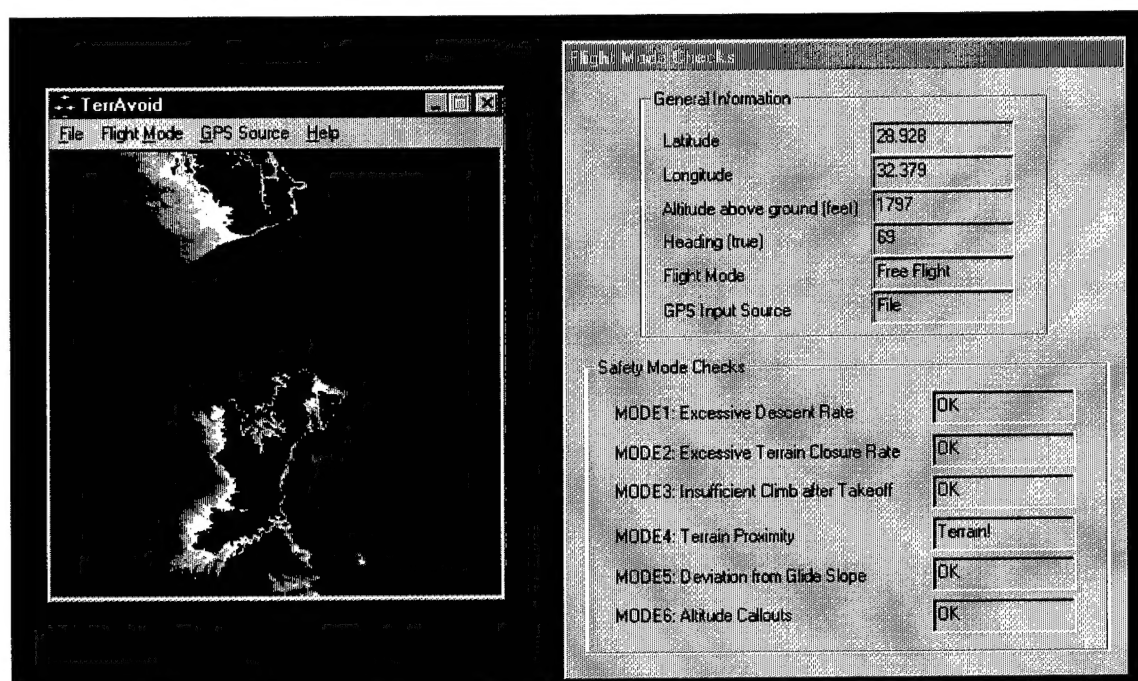 TerrAvoid
File Flight Mode GPS Source Help
Flight Mode Checks
General Information
Latitude 28.928
Longitude 32.379
Altitude above ground (feet) 1797
Heading (true) 69
Flight Mode Free Flight
GPS Input Source File
Safety Mode Checks
MODE1: Excessive Descent Rate OK
MODE2: Excessive Terrain Closure Rate OK
MODE3: Insufficient Climb after Takeoff OK
MODE4: Terrain Proximity Terrain!
MODE5: Deviation from Glide Slope OK
MODE6: Altitude Callouts OK